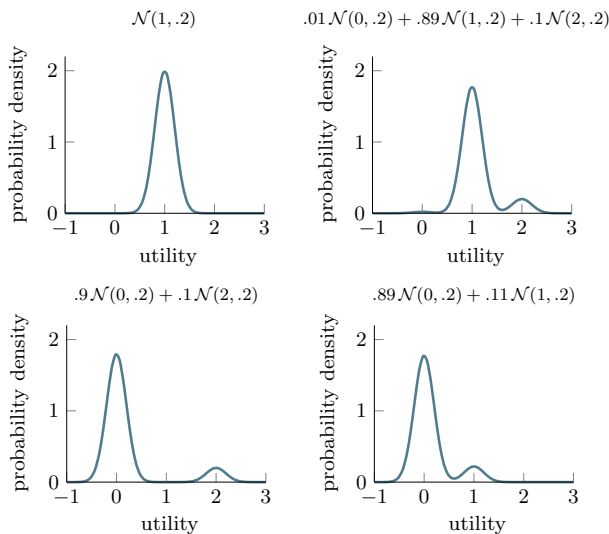 𝒩(1, .2)
probability density
2
1
0
−1 0 1 2 3
utility
.01 𝒩(0, .2) + .89 𝒩(1, .2) + .1 𝒩(2, .2)
probability density
2
1
0
−1 0 1 2 3
utility
.9 𝒩(0, .2) + .1 𝒩(2, .2)
probability density
2
1
0
−1 0 1 2 3
utility
.89 𝒩(0, .2) + .11 𝒩(1, .2)
probability density
2
1
0
−1 0 1 2 3
utility